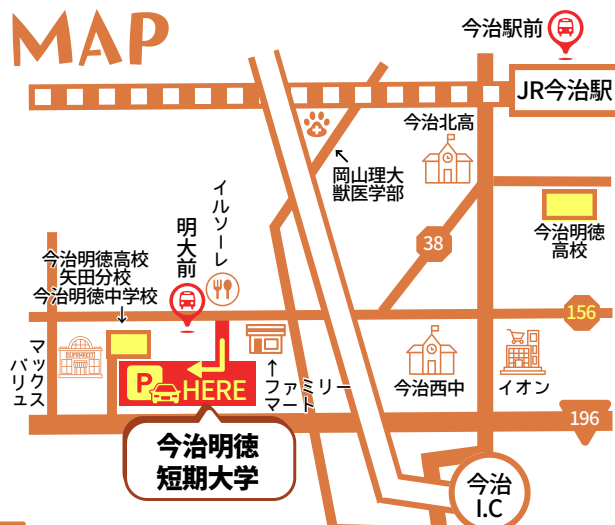 MAP
今治駅前
JR今治駅
今治北高
岡山理大
獣医学部
イルソーレ
明大前
38
今治明徳
高校
今治明徳高校
矢田分校
今治明徳中学校
156
マックス
バリュ
SUPERMARKET
P
HERE
ファミリー
マート
今治西中
イオン
196
今治明徳
短期大学
今治
I.C